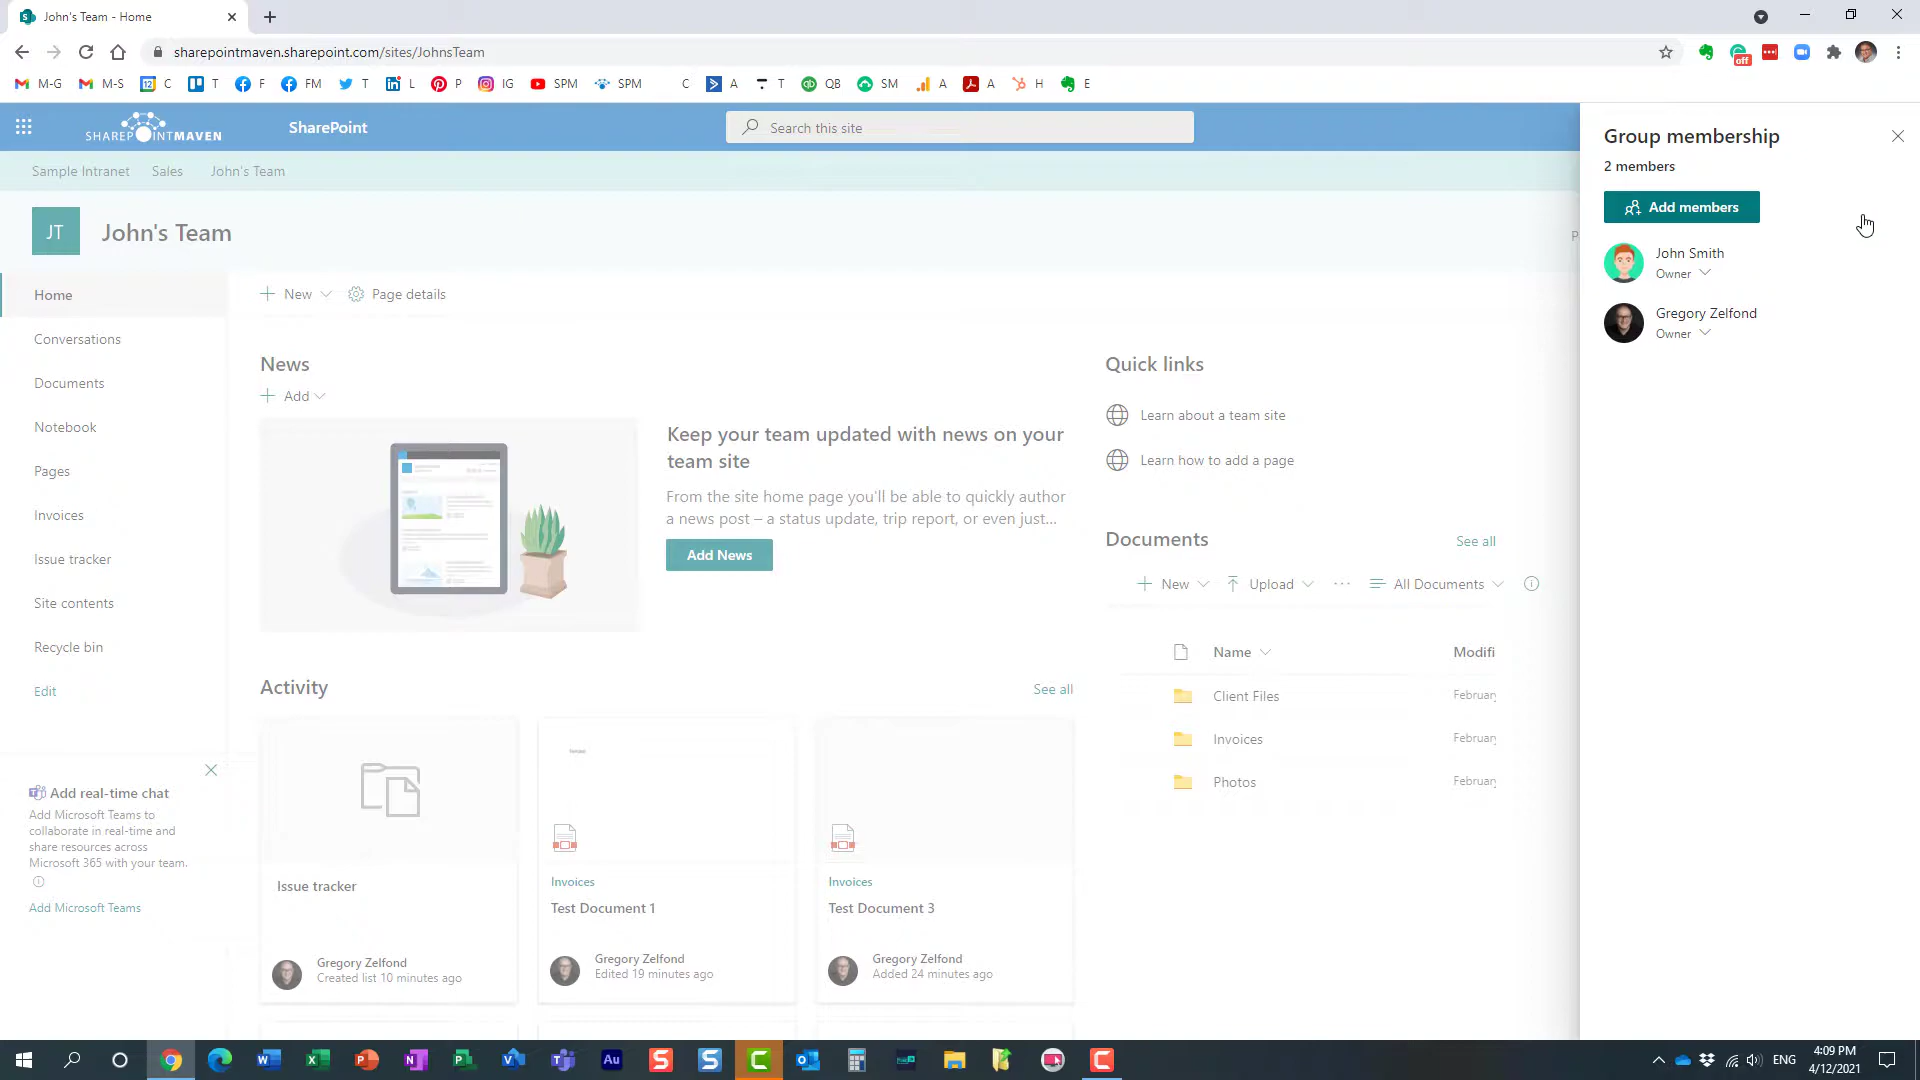 John's Team - Home
sharepointmaven.sharepoint.com/sites/JohnsTeam
off
M-G M-S 12 C T F FM T L P IG SPM SPM C A T QB SM A A H E
SHAREPOINTMAVEN
SharePoint
Search this site
Sample Intranet Sales John's Team
JT
John's Team
P
Home
Conversations
Documents
Notebook
Pages
Invoices
Issue tracker
Site contents
Recycle bin
Edit
Add real-time chat
Add Microsoft Teams to
collaborate in real-time and
share resources across
Microsoft 365 with your team.
Add Microsoft Teams
New Page details
News
Add
Keep your team updated with news on your
team site
From the site home page you'll be able to quickly author
a news post – a status update, trip report, or even just...
Add News
Activity See all
Issue tracker
Gregory Zelfond
Created list 10 minutes ago
Invoices
Test Document 1
Gregory Zelfond
Edited 19 minutes ago
Invoices
Test Document 3
Gregory Zelfond
Added 24 minutes ago
Quick links
Learn about a team site
Learn how to add a page
Documents See all
New Upload ··· All Documents
Name Modifi
Client Files February
Invoices February
Photos February
Group membership
2 members
Add members
John Smith
Owner
Gregory Zelfond
Owner
Au
ENG
4:09 PM
4/12/2021